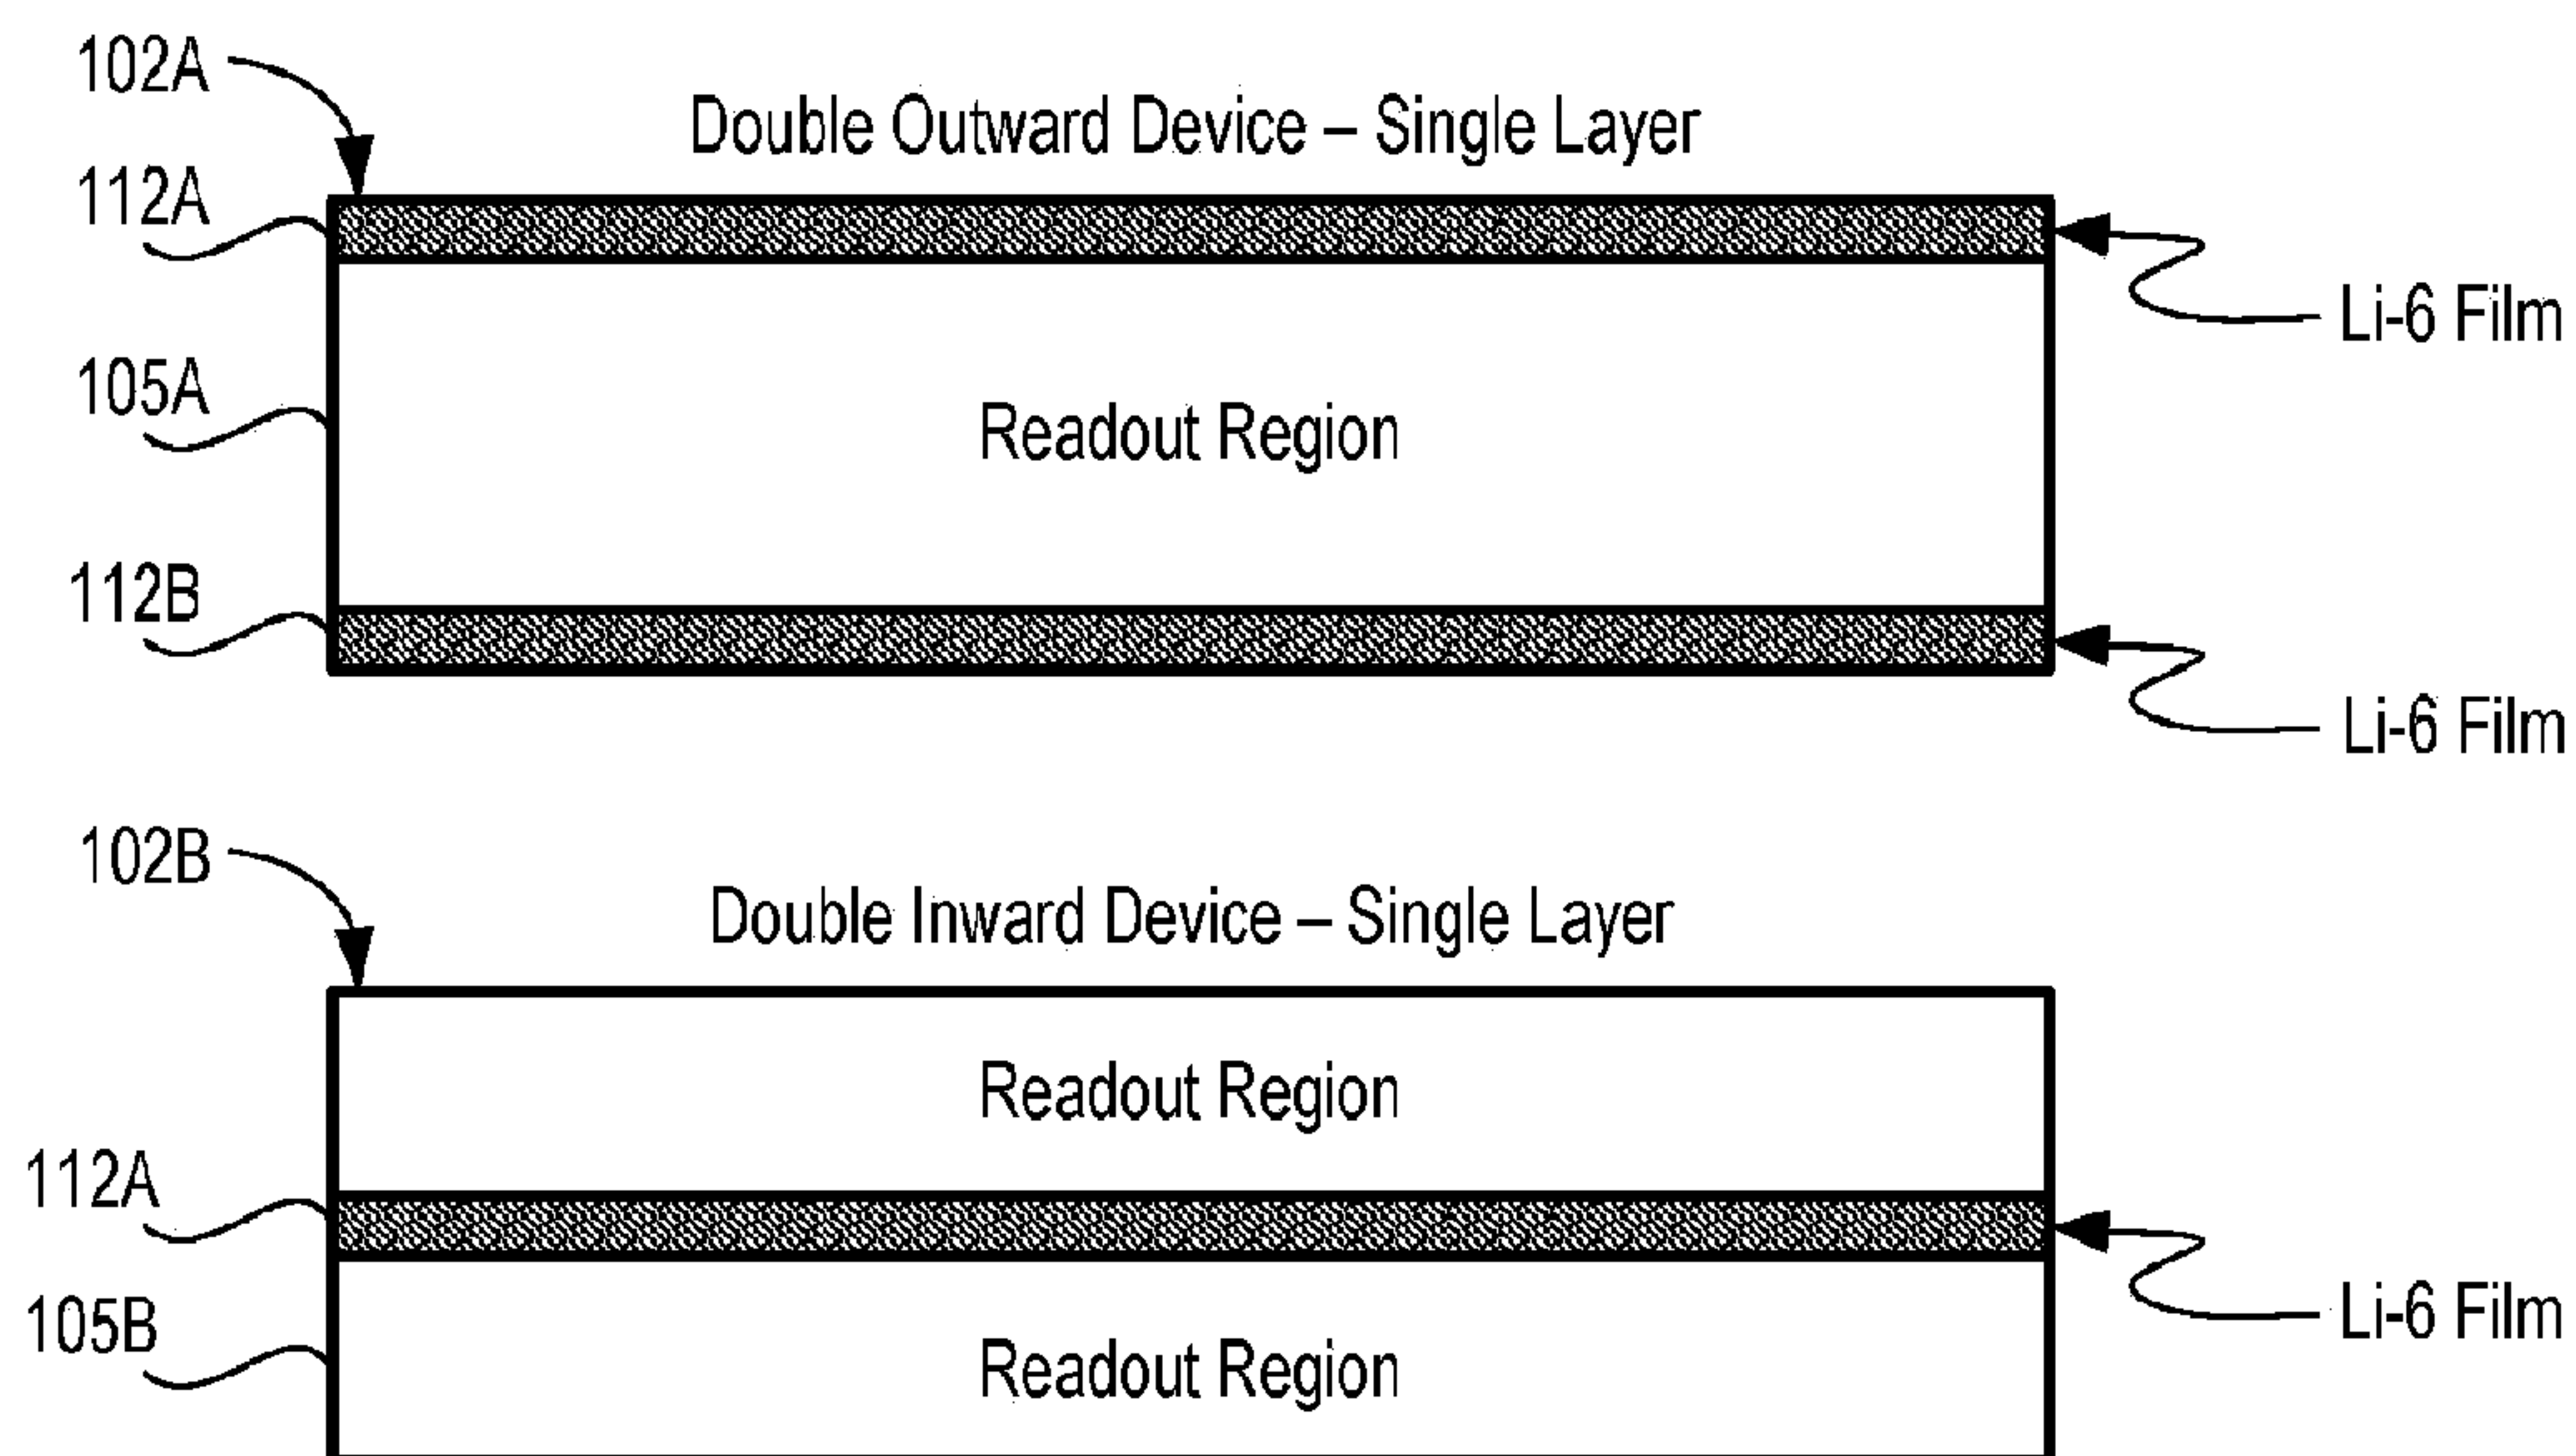 102A
Double Outward Device – Single Layer
112A
Li-6 Film
105A
Readout Region
112B
Li-6 Film
102B
Double Inward Device – Single Layer
Readout Region
112A
Li-6 Film
105B
Readout Region